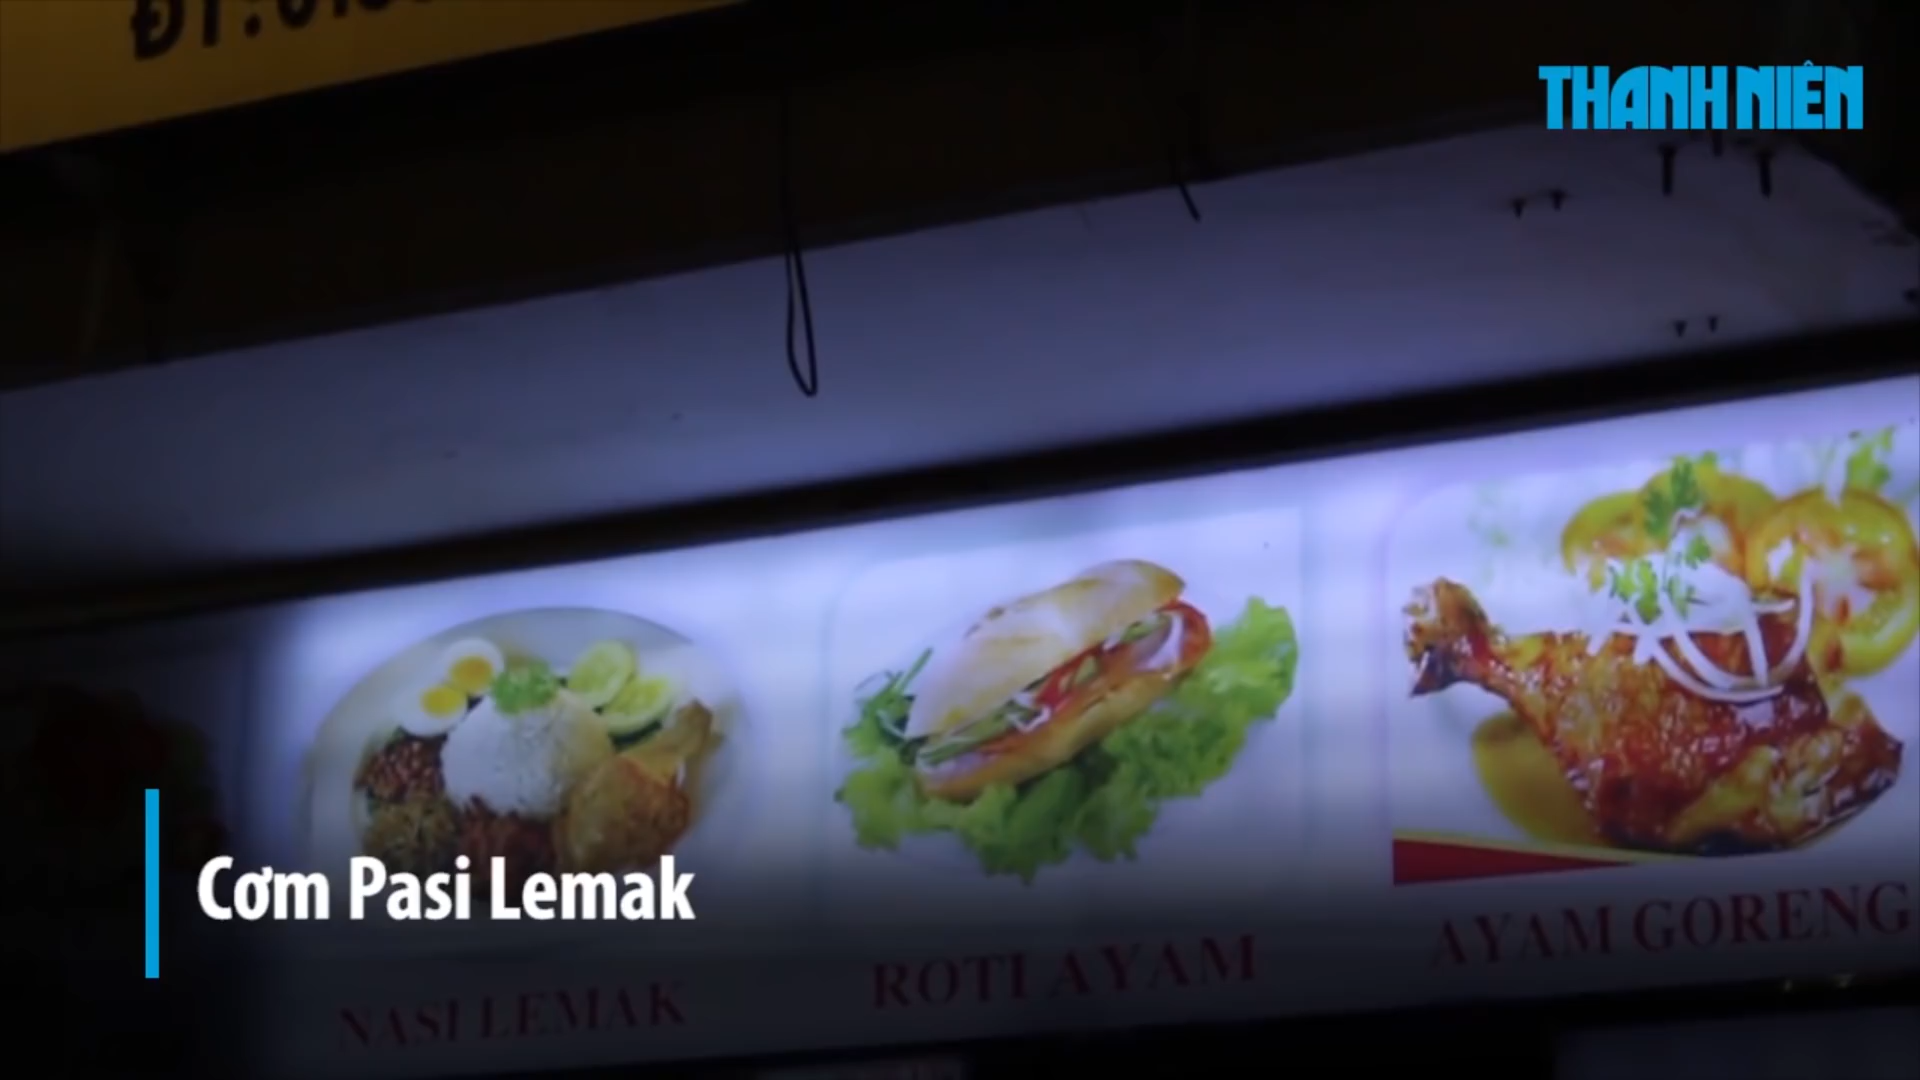 THANH NIÊN
Cơm Pasi Lemak
NASI LEMAK
ROTI AYAM
AYAM GORENG